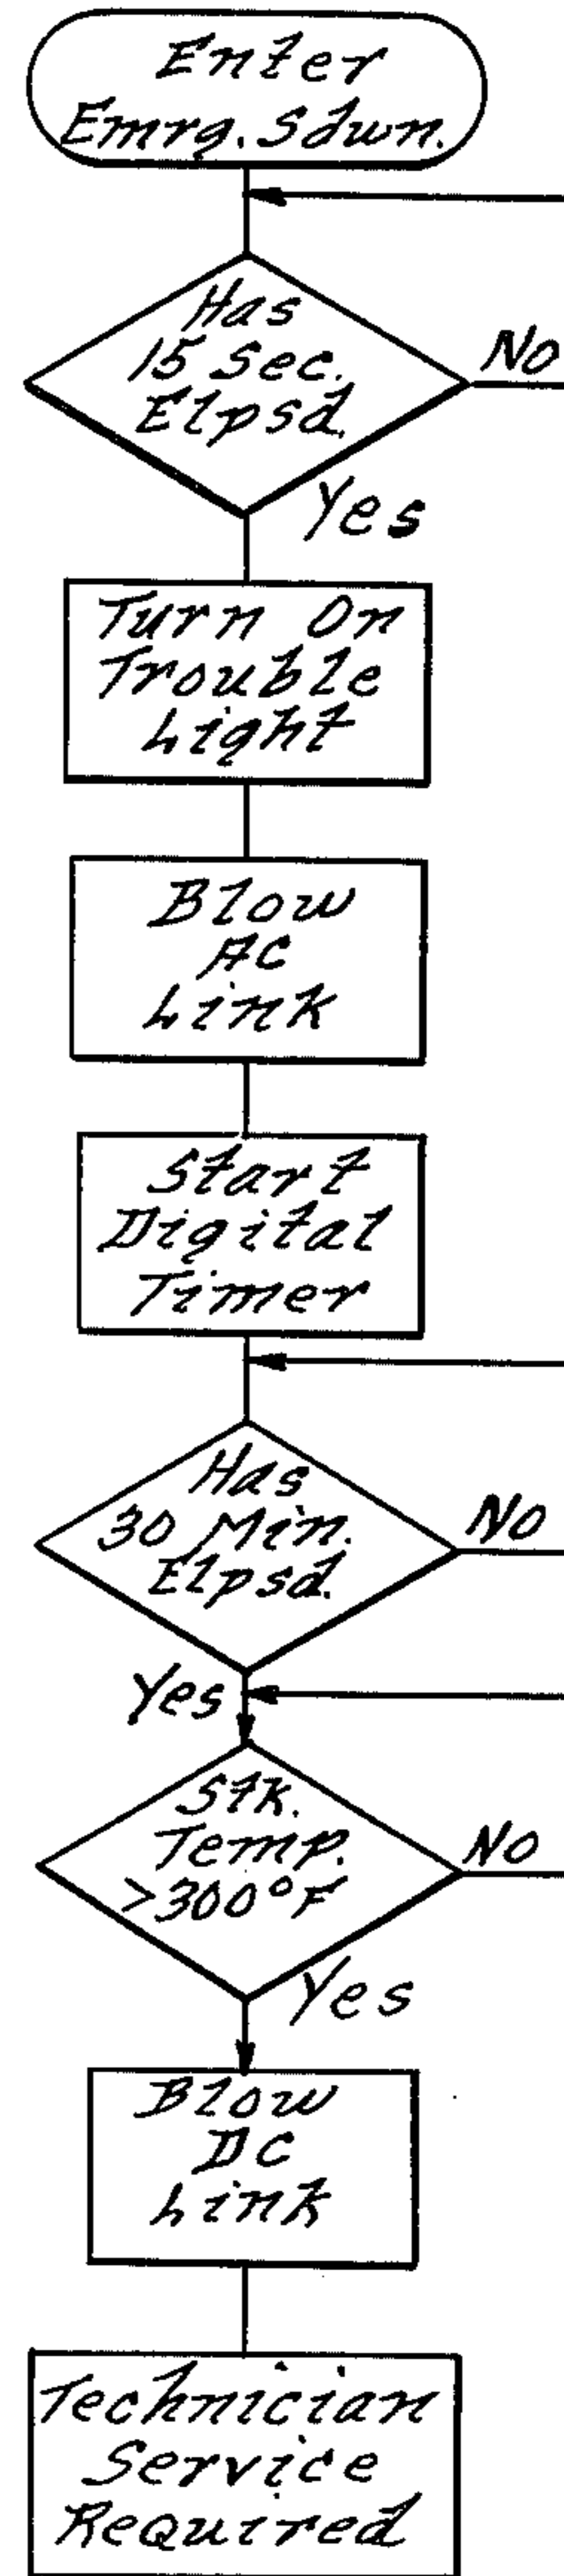 Enter
Emrg. Sdwn.
Has
15 Sec.
Elpsd.
No
Yes
Turn On
Trouble
Light
Blow
AC
Link
Start
Digital
Timer
Has
30 Min.
Elpsd.
No
Yes
Stk.
Temp.
>300°F
No
Yes
Blow
DC
Link
Technician
Service
Required